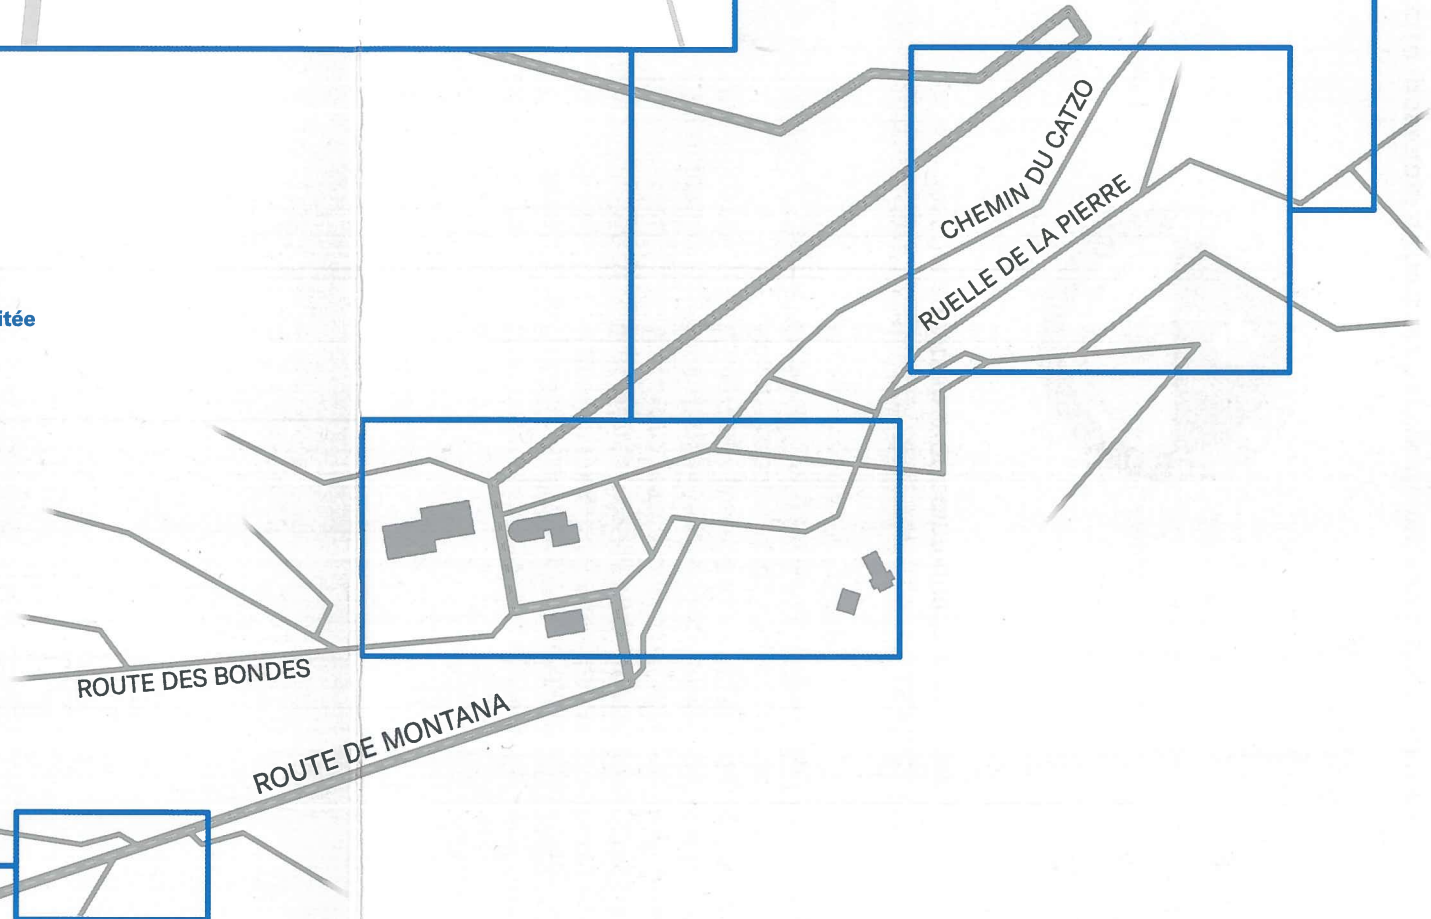 CHEMIN DU CATZO
RUELLE DE LA PIERRE
itée
ROUTE DES BONDES
ROUTE DE MONTANA